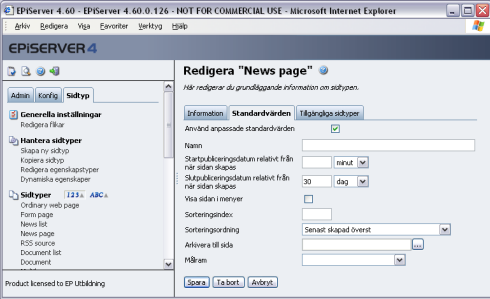 EPiSERVER 4.60 - EPiServer 4.60.0.126 - NOT FOR COMMERCIAL USE - Microsoft Internet Explorer
Arkiv Redigera Visa Favoriter Verktyg Hjälp
EPiSERVER 4
Admin Konfig Sidtyp
Generella inställningar
Redigera flikar
Hantera sidtyper
Skapa ny sidtyp
Kopiera sidtyp
Redigera egenskapstyper
Dynamiska egenskaper
Sidtyper 123 ABC
Ordinary web page
Form page
News list
News page
RSS source
Document list
Document
Product licensed to EP Utbildning
Redigera "News page"
Här redigerar du grundläggande information om sidtypen.
Information Standardvärden Tillgängliga sidtyper
Använd anpassade standardvärden
Namn
Startpubliceringsdatum relativt från när sidan skapas minut
Slutpubliceringsdatum relativt från när sidan skapas 30 dag
Visa sidan i menyer
Sorteringsindex
Sorteringsordning Senast skapad överst
Arkivera till sida ...
Målram
Spara Ta bort Avbryt